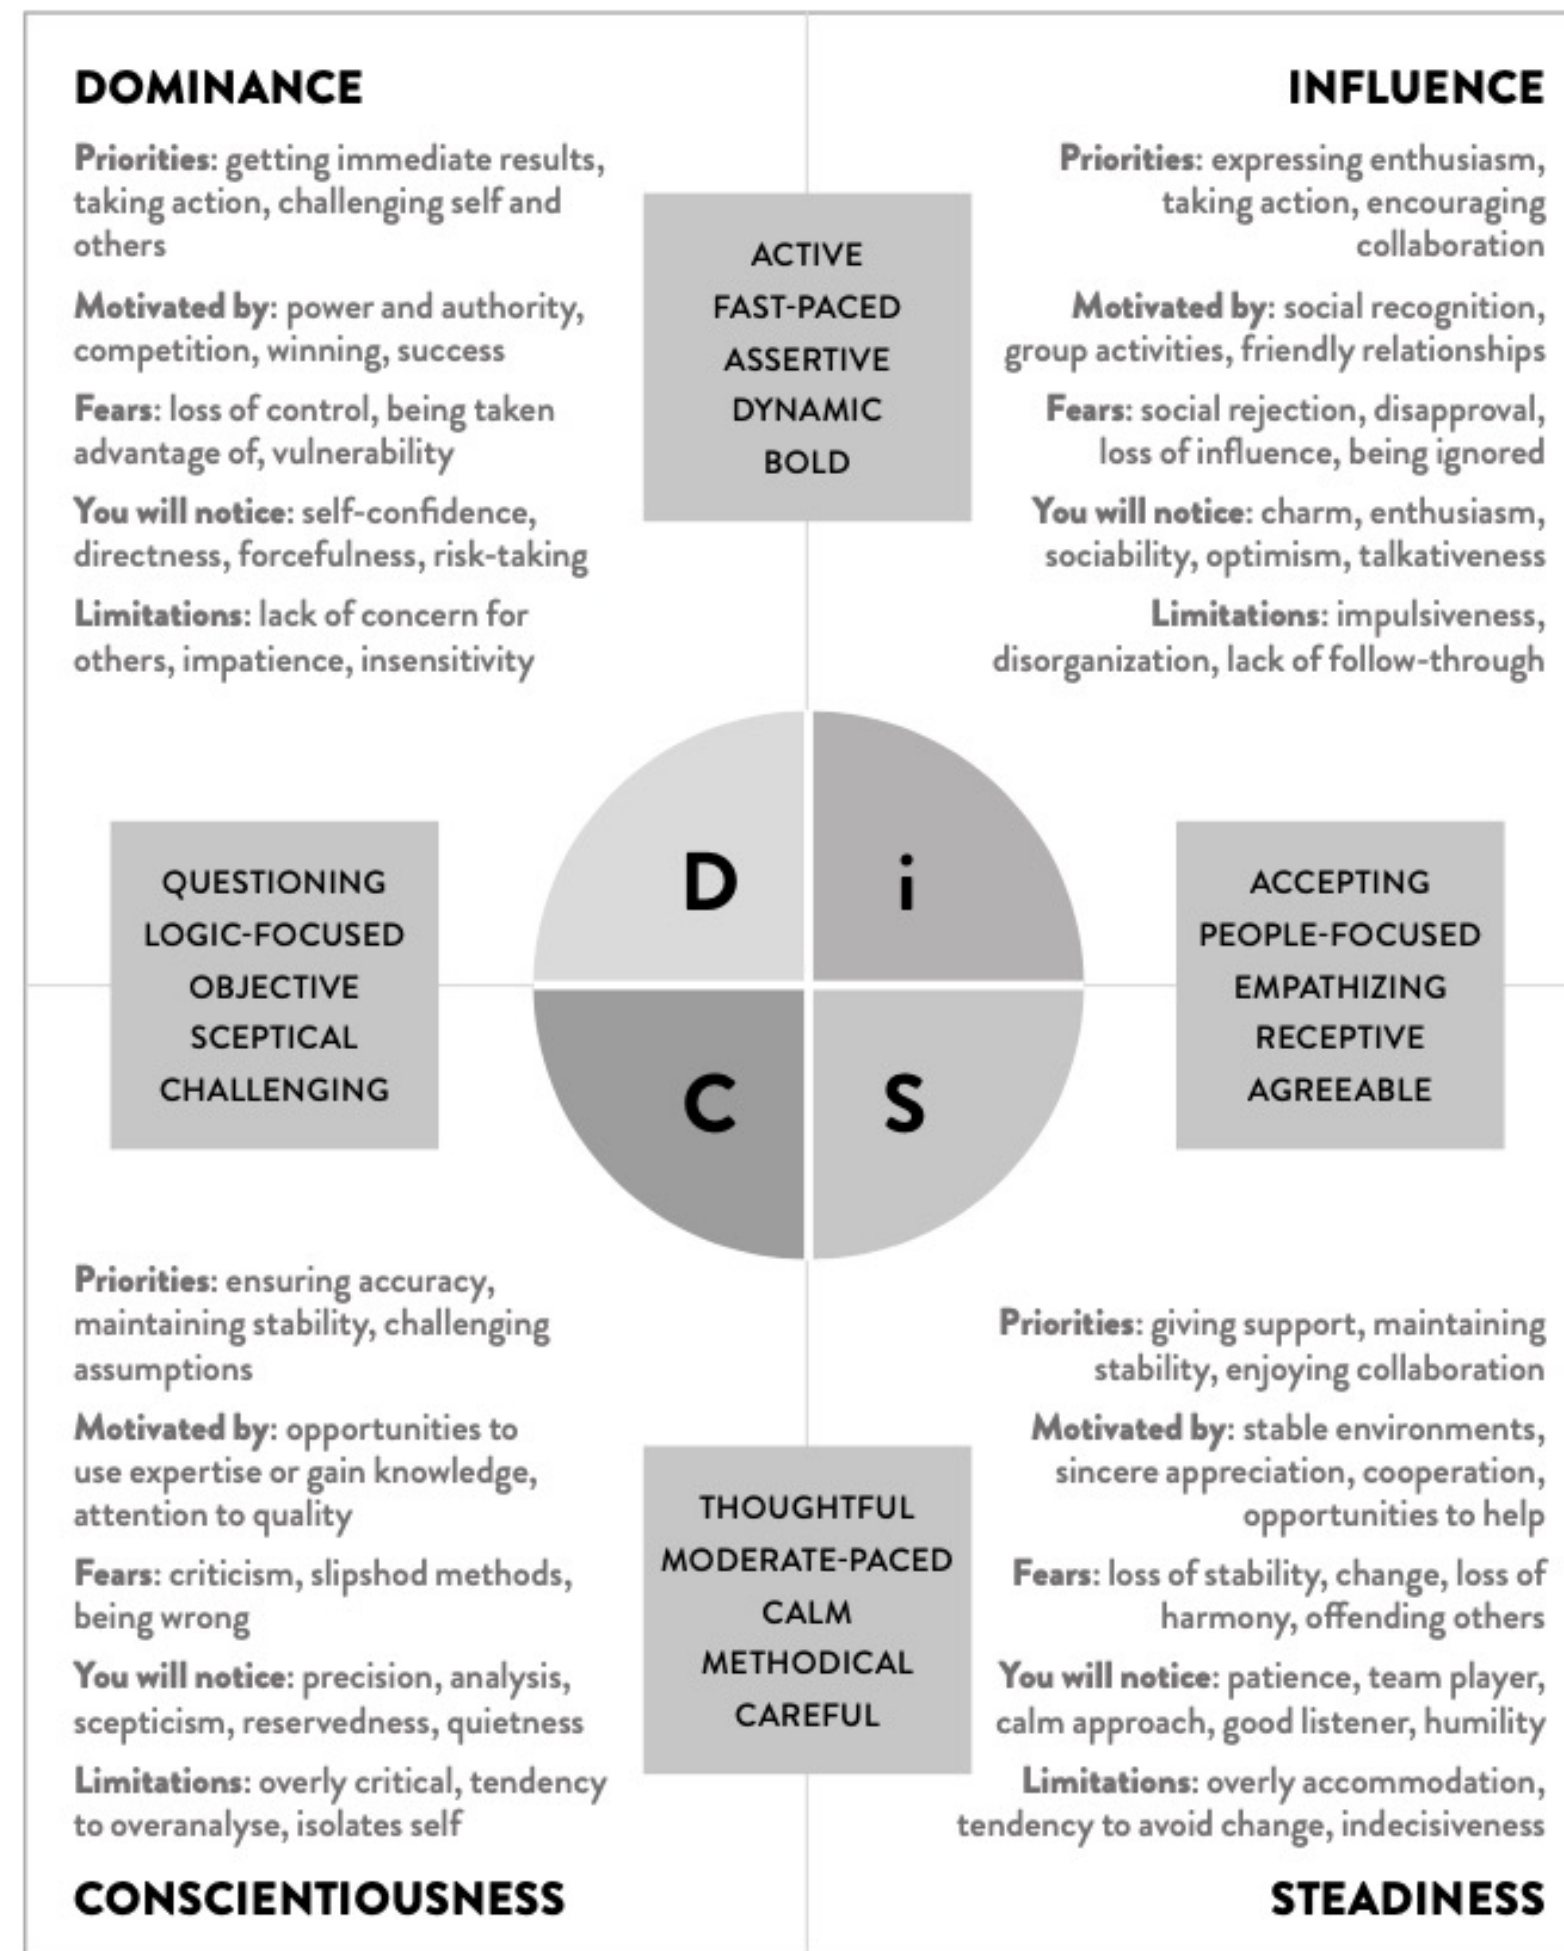 DOMINANCE
Priorities: getting immediate results,
taking action, challenging self and
others
Motivated by: power and authority,
competition, winning, success
Fears: loss of control, being taken
advantage of, vulnerability
You will notice: self-confidence,
directness, forcefulness, risk-taking
Limitations: lack of concern for
others, impatience, insensitivity
ACTIVE
FAST-PACED
ASSERTIVE
DYNAMIC
BOLD
INFLUENCE
Priorities: expressing enthusiasm,
taking action, encouraging
collaboration
Motivated by: social recognition,
group activities, friendly relationships
Fears: social rejection, disapproval,
loss of influence, being ignored
You will notice: charm, enthusiasm,
sociability, optimism, talkativeness
Limitations: impulsiveness,
disorganization, lack of follow-through
QUESTIONING
LOGIC-FOCUSED
OBJECTIVE
SCEPTICAL
CHALLENGING
D i
C S
ACCEPTING
PEOPLE-FOCUSED
EMPATHIZING
RECEPTIVE
AGREEABLE
Priorities: ensuring accuracy,
maintaining stability, challenging
assumptions
Motivated by: opportunities to
use expertise or gain knowledge,
attention to quality
Fears: criticism, slipshod methods,
being wrong
You will notice: precision, analysis,
scepticism, reservedness, quietness
Limitations: overly critical, tendency
to overanalyse, isolates self
CONSCIENTIOUSNESS
THOUGHTFUL
MODERATE-PACED
CALM
METHODICAL
CAREFUL
Priorities: giving support, maintaining
stability, enjoying collaboration
Motivated by: stable environments,
sincere appreciation, cooperation,
opportunities to help
Fears: loss of stability, change, loss of
harmony, offending others
You will notice: patience, team player,
calm approach, good listener, humility
Limitations: overly accommodation,
tendency to avoid change, indecisiveness
STEADINESS